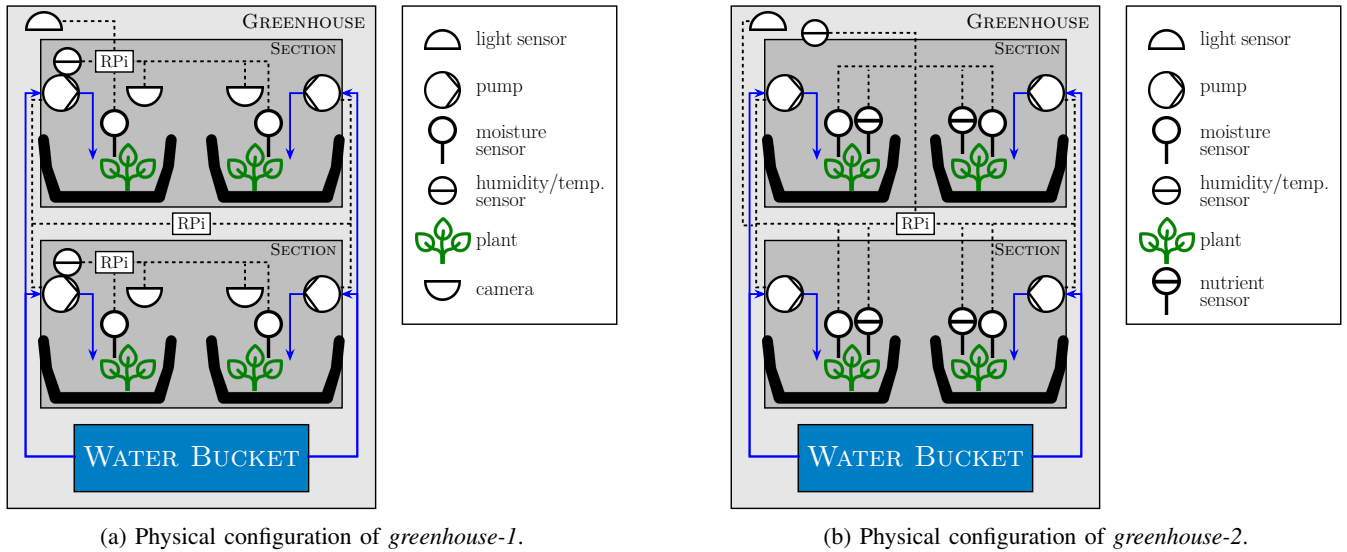 GREENHOUSE
SECTION
RPi
RPi
SECTION
RPi
WATER BUCKET
light sensor
pump
moisture
sensor
humidity/temp.
sensor
plant
camera
(a) Physical configuration of greenhouse-1.
GREENHOUSE
SECTION
RPi
SECTION
WATER BUCKET
light sensor
pump
moisture
sensor
humidity/temp.
sensor
plant
nutrient
sensor
(b) Physical configuration of greenhouse-2.